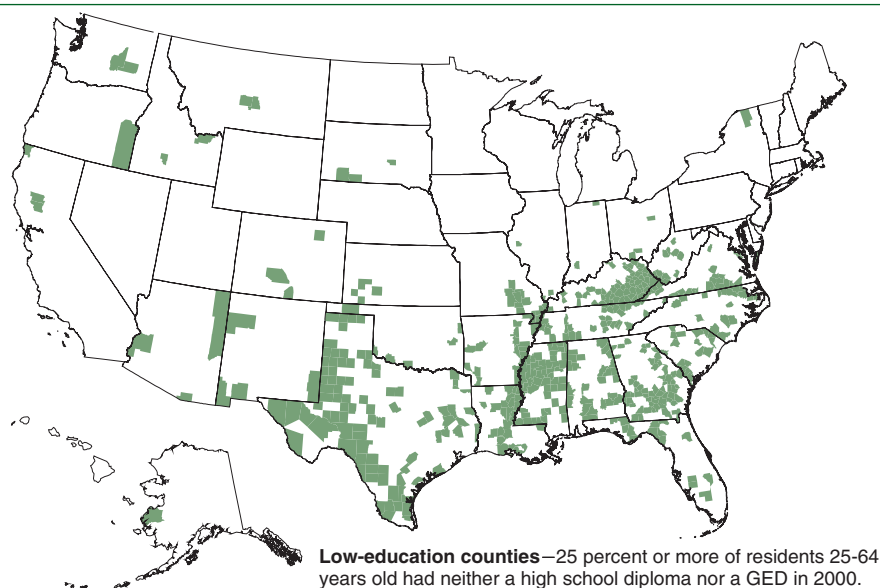 Low-education counties—25 percent or more of residents 25-64
years old had neither a high school diploma nor a GED in 2000.